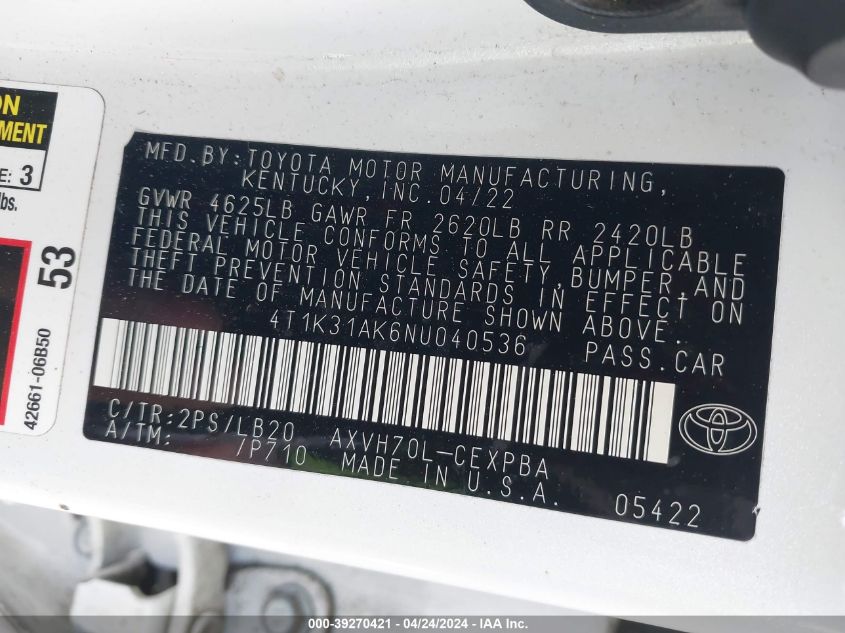 MFD.BY:TOYOTA MOTOR MANUFACTURING,
KENTUCKY,INC.04/22
GVWR 4625LB GAWR FR 2620LB RR 2420LB
THIS VEHICLE CONFORMS TO ALL APPLICABLE
FEDERAL MOTOR VEHICLE SAFETY,BUMPER,AND
THEFT PREVENTION STANDARDS IN EFFECT ON
THE DATE OF MANUFACTURE SHOWN ABOVE.
4T1K31AK6NU040536 PASS.CAR
C/TR:2PS/LB20 AXVH70L-CEXPBA
A/TM: 7P710 MADE IN U.S.A.
05422
ON
MENT
E: 3
lbs.
53
42661-06B50
000-39270421 - 04/24/2024 - IAA Inc.